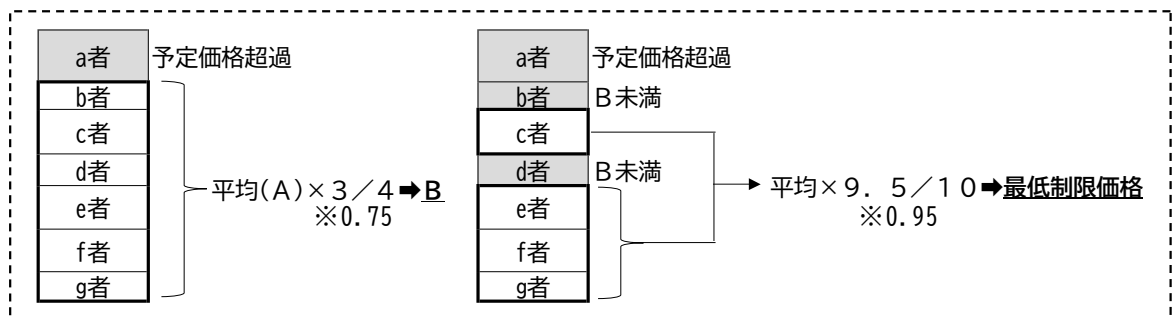 a者 予定価格超過
b者
c者
d者
e者
f者
g者
平均(A)×3/4➡B
※0.75
a者 予定価格超過
b者 B未満
c者
d者 B未満
e者
f者
g者
平均×9.5/10➡最低制限価格
※0.95